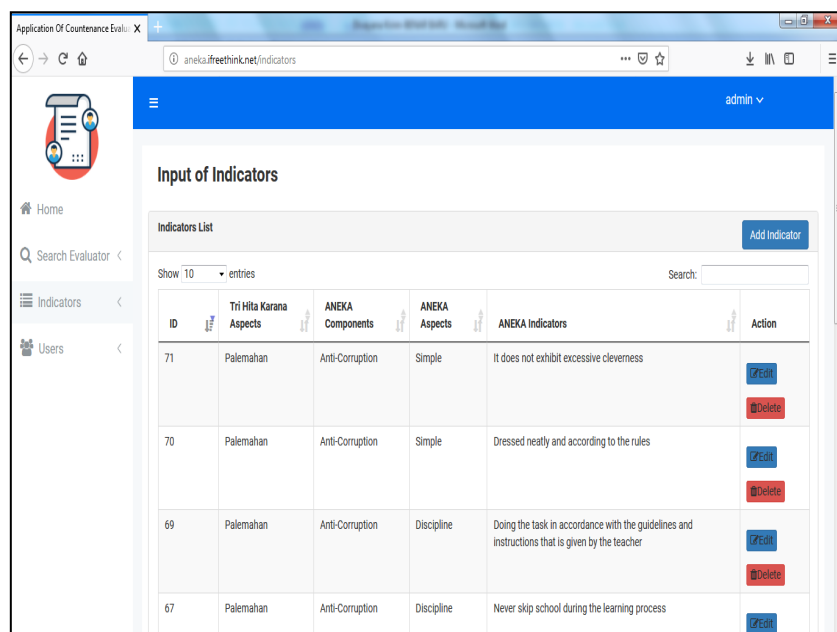 Application Of Countenance Evalua X
aneka.ifreethink.net/indicators
admin
Input of Indicators
Home
Search Evaluator
Indicators
Users
Indicators List
Add Indicator
Show 10 entries
Search:
ID
Tri Hita Karana
Aspects
ANEKA
Components
ANEKA
Aspects
ANEKA Indicators
Action
71 Palemahan Anti-Corruption Simple It does not exhibit excessive cleverness
Edit
Delete
70 Palemahan Anti-Corruption Simple Dressed neatly and according to the rules
Edit
Delete
69 Palemahan Anti-Corruption Discipline Doing the task in accordance with the guidelines and
instructions that is given by the teacher
Edit
Delete
67 Palemahan Anti-Corruption Discipline Never skip school during the learning process
Edit